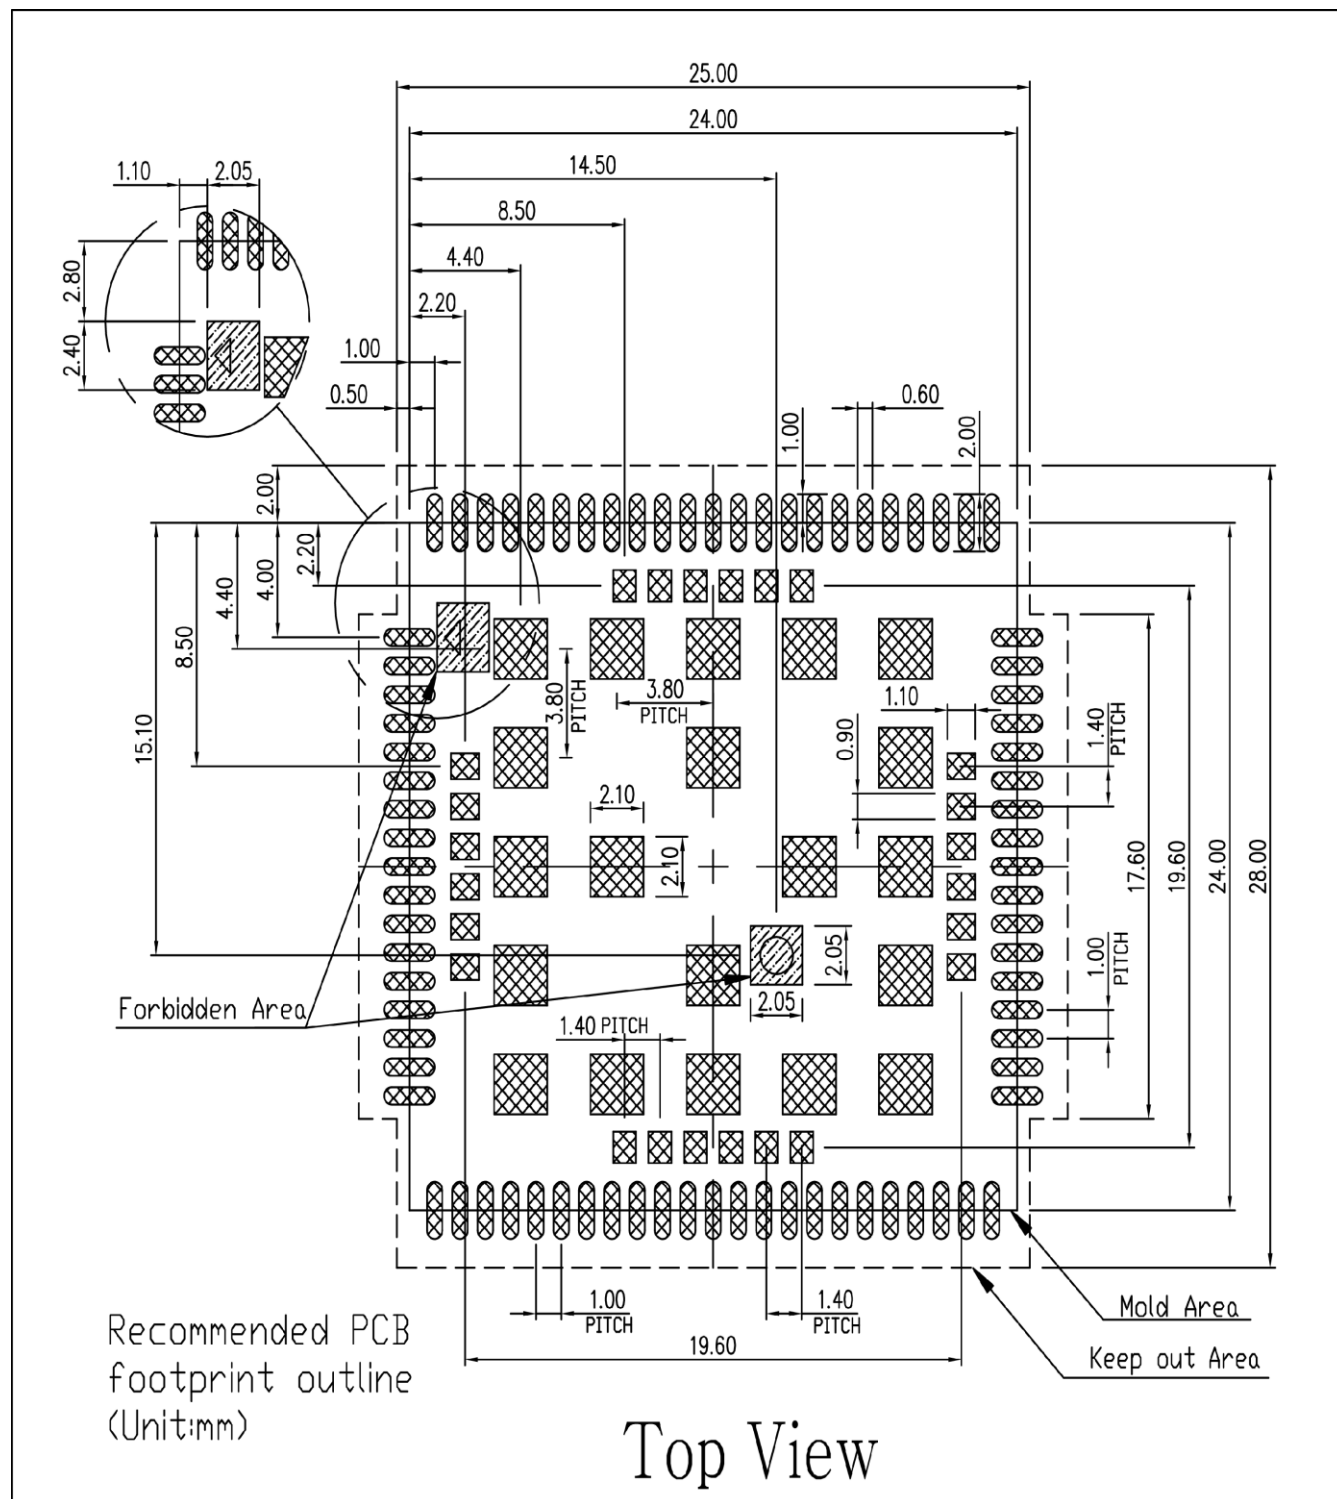 25.00
24.00
14.50
1.10
2.05
8.50
4.40
2.80
2.20
2.40
1.00
0.50
0.60
1.00
2.00
2.00
2.20
4.00
4.40
8.50
15.10
3.80
PITCH
3.80
PITCH
1.10
1.40
PITCH
0.90
2.10
2.10
17.60
19.60
24.00
28.00
2.05
2.05
1.00
PITCH
Forbidden Area
1.40 PITCH
1.00
PITCH
1.40
PITCH
19.60
Mold Area
Keep out Area
Recommended PCB
footprint outline
(Unit:mm)
Top View